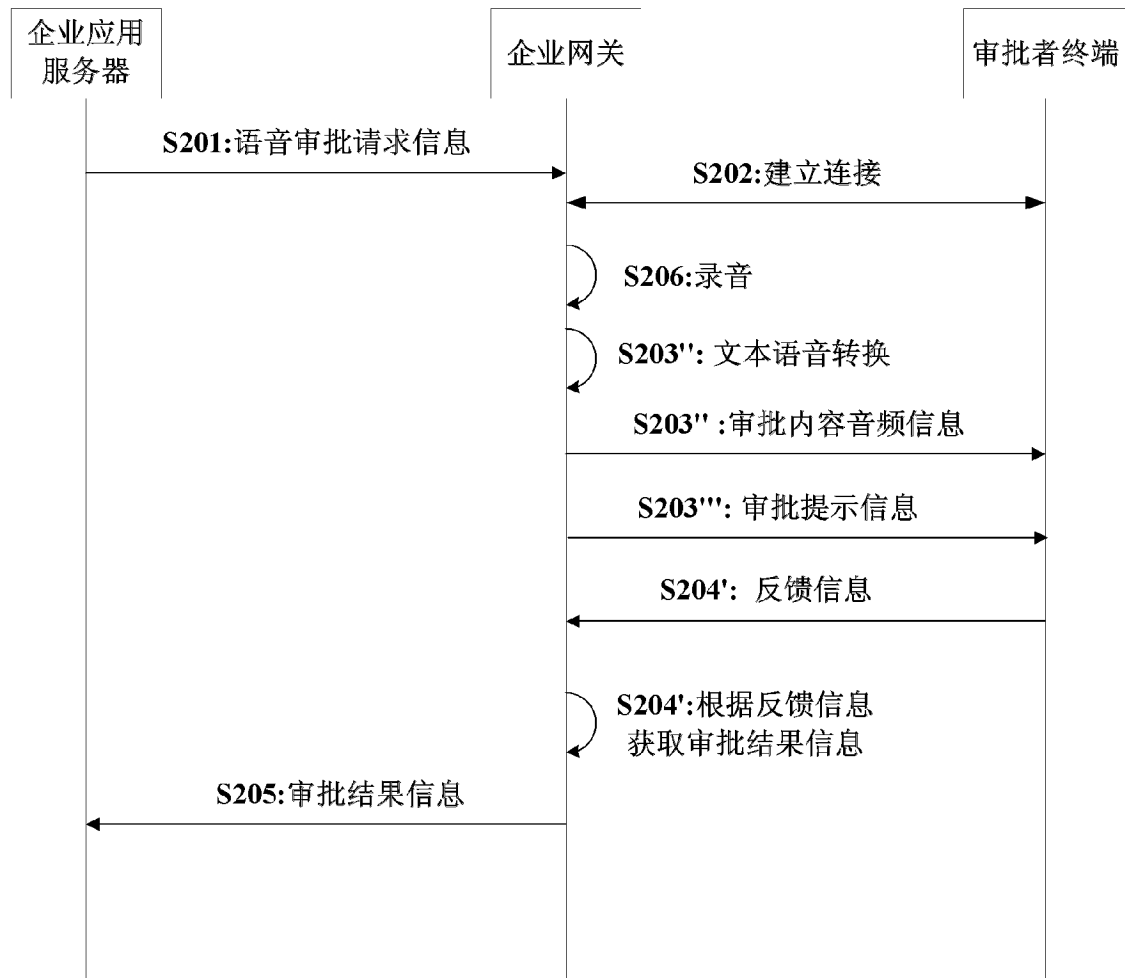 企业应用
服务器
企业网关
审批者终端
S201:语音审批请求信息
S202:建立连接
S206:录音
S203'': 文本语音转换
S203'' :审批内容音频信息
S203''': 审批提示信息
S204': 反馈信息
S204':根据反馈信息
获取审批结果信息
S205:审批结果信息